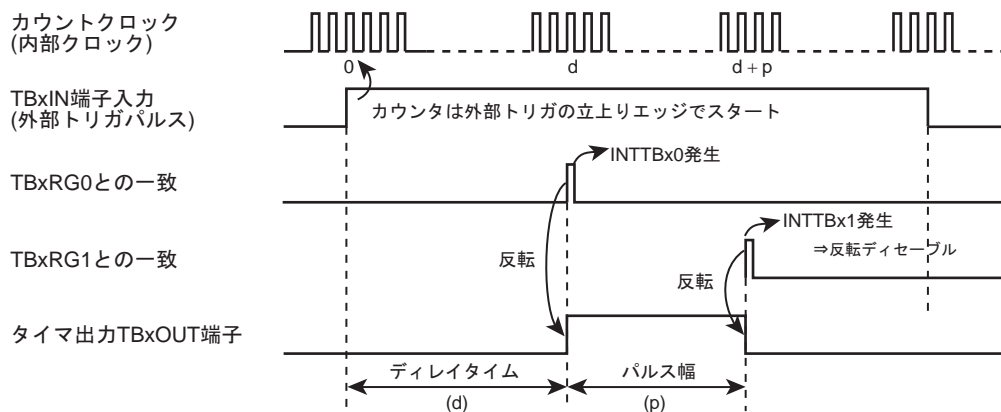 カウントクロック
(内部クロック)
0
d
d + p
TBxIN端子入力
(外部トリガパルス)
カウンタは外部トリガの立上りエッジでスタート
INTTBx0発生
TBxRG0との一致
INTTBx1発生
TBxRG1との一致
反転
反転
⇒反転ディセーブル
タイマ出力TBxOUT端子
ディレイタイム
(d)
パルス幅
(p)